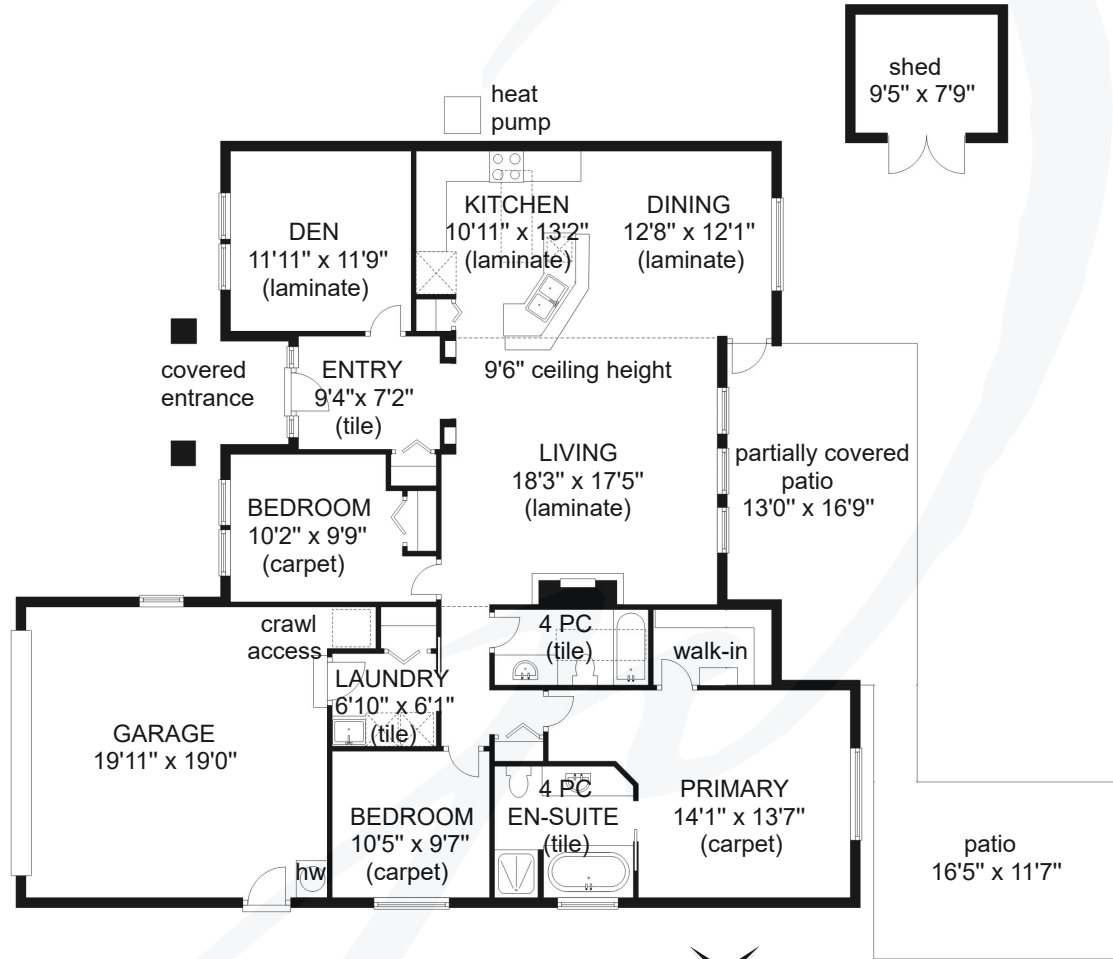 shed
9'5" x 7'9"
heat
pump
KITCHEN
10'11" x 13'2"
(laminate)
DINING
12'8" x 12'1"
(laminate)
DEN
11'11" x 11'9"
(laminate)
covered
entrance
ENTRY
9'4"x 7'2"
(tile)
9'6" ceiling height
LIVING
18'3" x 17'5"
(laminate)
partially covered
patio
13'0" x 16'9"
BEDROOM
10'2" x 9'9"
(carpet)
crawl
access
4 PC
(tile)
walk-in
LAUNDRY
6'10" x 6'1"
(tile)
GARAGE
19'11" x 19'0"
BEDROOM
10'5" x 9'7"
(carpet)
4 PC
EN-SUITE
(tile)
PRIMARY
14'1" x 13'7"
(carpet)
patio
16'5" x 11'7"
hw